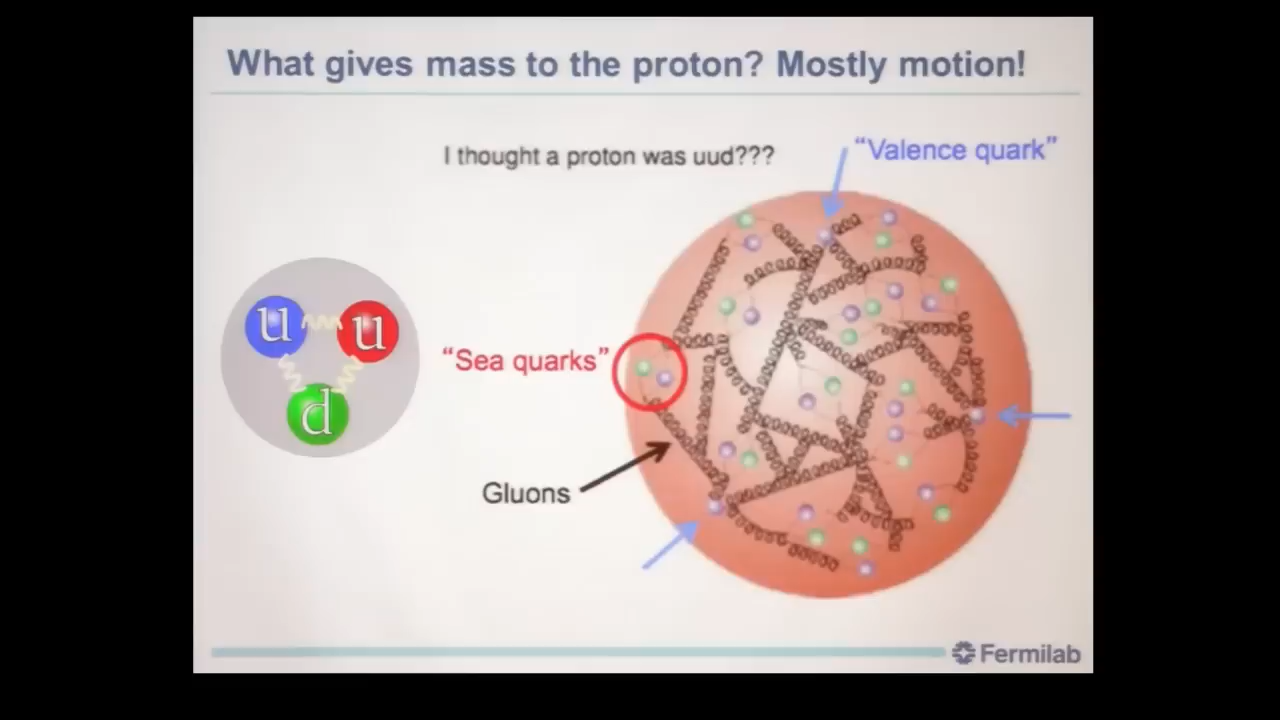 What gives mass to the proton? Mostly motion!
I thought a proton was uud???
“Valence quark”
u
u
d
“Sea quarks”
Gluons
Fermilab